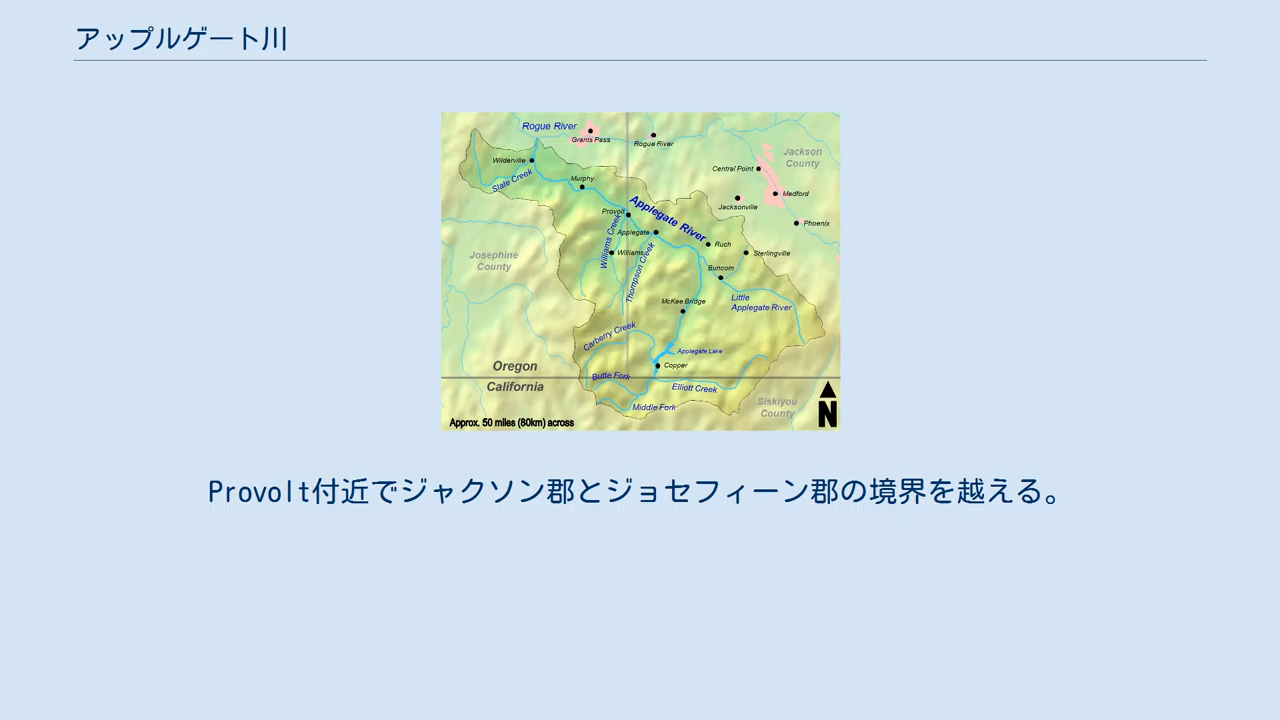 アップルゲート川
Rogue River
Grants Pass
Rogue River
Jackson
County
Central Point
Wilderville
Slate Creek
Murphy
Medford
Jacksonville
Applegate River
Provolt
Phoenix
Applegate
Williams Creek
Ruch
Williams
Sterlingville
Thompson Creek
Josephine
County
Buncom
McKee Bridge
Little
Applegate River
Carberry Creek
Applegate Lake
Copper
Oregon
California
Butte Fork
Elliott Creek
Middle Fork
Siskiyou
County
N
Approx. 50 miles (80km) across
Provolt付近でジャクソン郡とジョセフィーン郡の境界を越える。